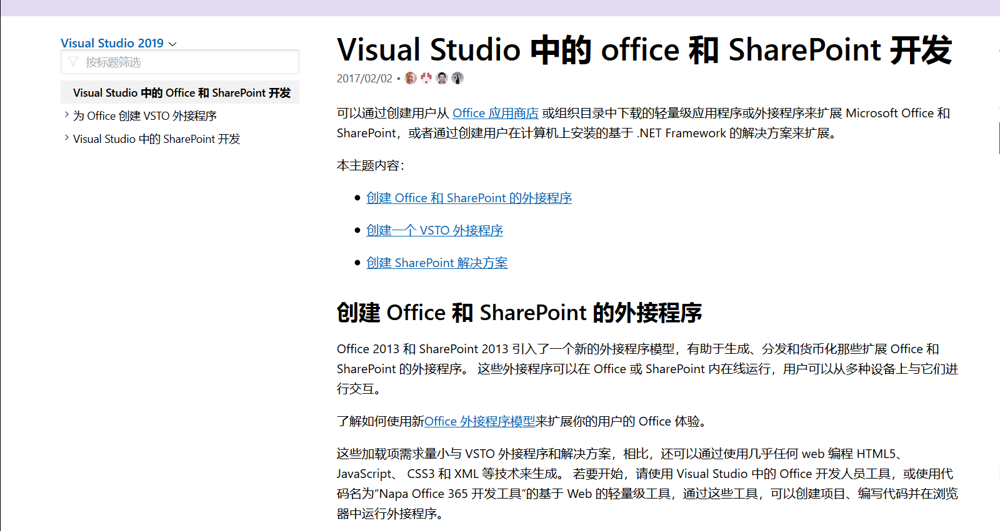 Visual Studio 2019
按标题筛选
Visual Studio 中的 Office 和 SharePoint 开发
为 Office 创建 VSTO 外接程序
Visual Studio 中的 SharePoint 开发
Visual Studio 中的 office 和 SharePoint 开发
2017/02/02 •
可以通过创建用户从 Office 应用商店 或组织目录中下载的轻量级应用程序或外接程序来扩展 Microsoft Office 和
SharePoint，或者通过创建用户在计算机上安装的基于 .NET Framework 的解决方案来扩展。
本主题内容：
• 创建 Office 和 SharePoint 的外接程序
• 创建一个 VSTO 外接程序
• 创建 SharePoint 解决方案
创建 Office 和 SharePoint 的外接程序
Office 2013 和 SharePoint 2013 引入了一个新的外接程序模型，有助于生成、分发和货币化那些扩展 Office 和
SharePoint 的外接程序。 这些外接程序可以在 Office 或 SharePoint 内在线运行，用户可以从多种设备上与它们进
行交互。
了解如何使用新Office 外接程序模型来扩展你的用户的 Office 体验。
这些加载项需求量小与 VSTO 外接程序和解决方案，相比，还可以通过使用几乎任何 web 编程 HTML5、
JavaScript、 CSS3 和 XML 等技术来生成。 若要开始，请使用 Visual Studio 中的 Office 开发人员工具，或使用代
码名为“Napa Office 365 开发工具”的基于 Web 的轻量级工具，通过这些工具，可以创建项目、编写代码并在浏览
器中运行外接程序。